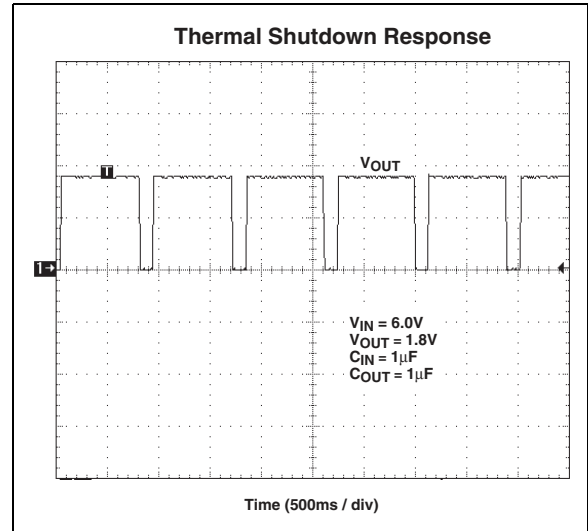 Thermal Shutdown Response
T
VOUT
1
VIN = 6.0V
VOUT = 1.8V
CIN = 1µF
COUT = 1µF
Time (500ms / div)